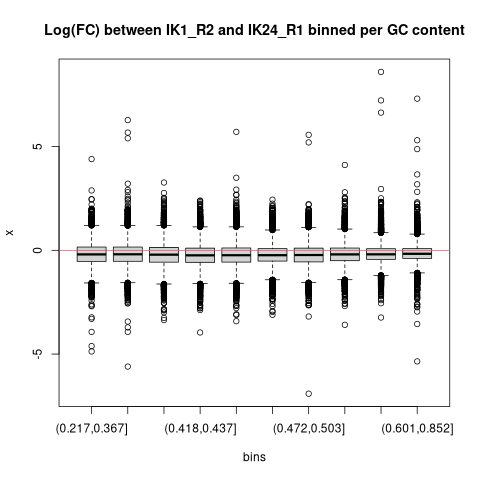 Log(FC) between IK1_R2 and IK24_R1 binned per GC content
5
0
-5
x
(0.217,0.367] (0.418,0.437] (0.472,0.503] (0.601,0.852]
bins